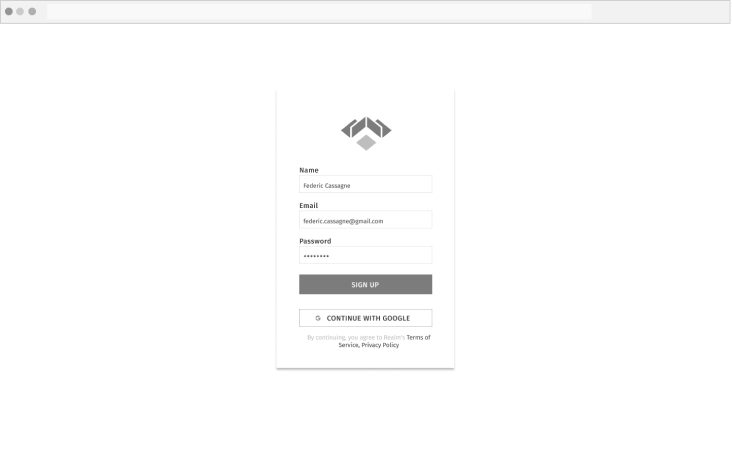 Name
Federic Cassagne
Email
federic.cassagne@gmail.com
Password
••••••••
SIGN UP
G CONTINUE WITH GOOGLE
By continuing, you agree to Realm's Terms of
Service, Privacy Policy